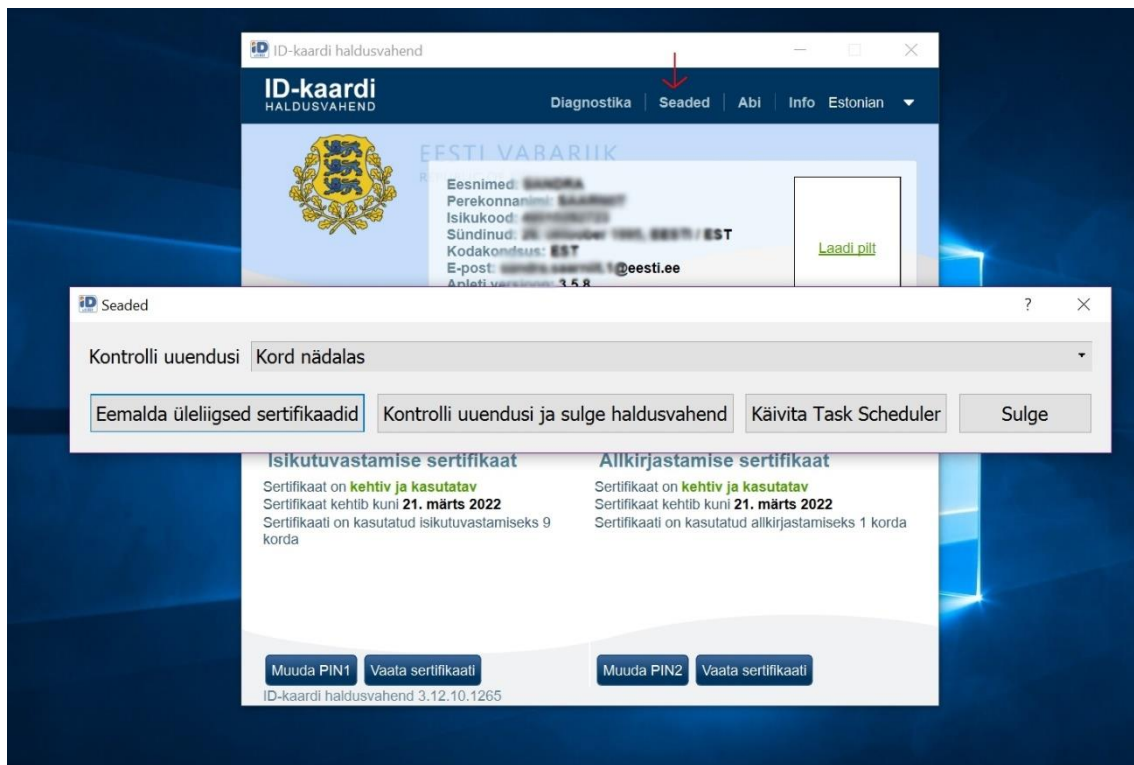 ID-kaardi haldusvahend
ID-kaardi
HALDUSVAHEND
Diagnostika Seaded Abi Info Estonian
EESTI VABARIIK
Eesnimed:
Perekonnanimi:
Isikukood:
Sündinud: / EST
Kodakondsus: EST
E-post: @eesti.ee
Apleti versioon: 3.5.8
Laadi pilt
Seaded
Kontrolli uuendusi Kord nädalas
Eemalda üleliigsed sertifikaadid Kontrolli uuendusi ja sulge haldusvahend Käivita Task Scheduler Sulge
Isikutuvastamise sertifikaat
Sertifikaat on kehtiv ja kasutatav
Sertifikaat kehtib kuni 21. märts 2022
Sertifikaati on kasutatud isikutuvastamiseks 9
korda
Allkirjastamise sertifikaat
Sertifikaat on kehtiv ja kasutatav
Sertifikaat kehtib kuni 21. märts 2022
Sertifikaati on kasutatud allkirjastamiseks 1 korda
Muuda PIN1 Vaata sertifikaati
Muuda PIN2 Vaata sertifikaati
ID-kaardi haldusvahend 3.12.10.1265